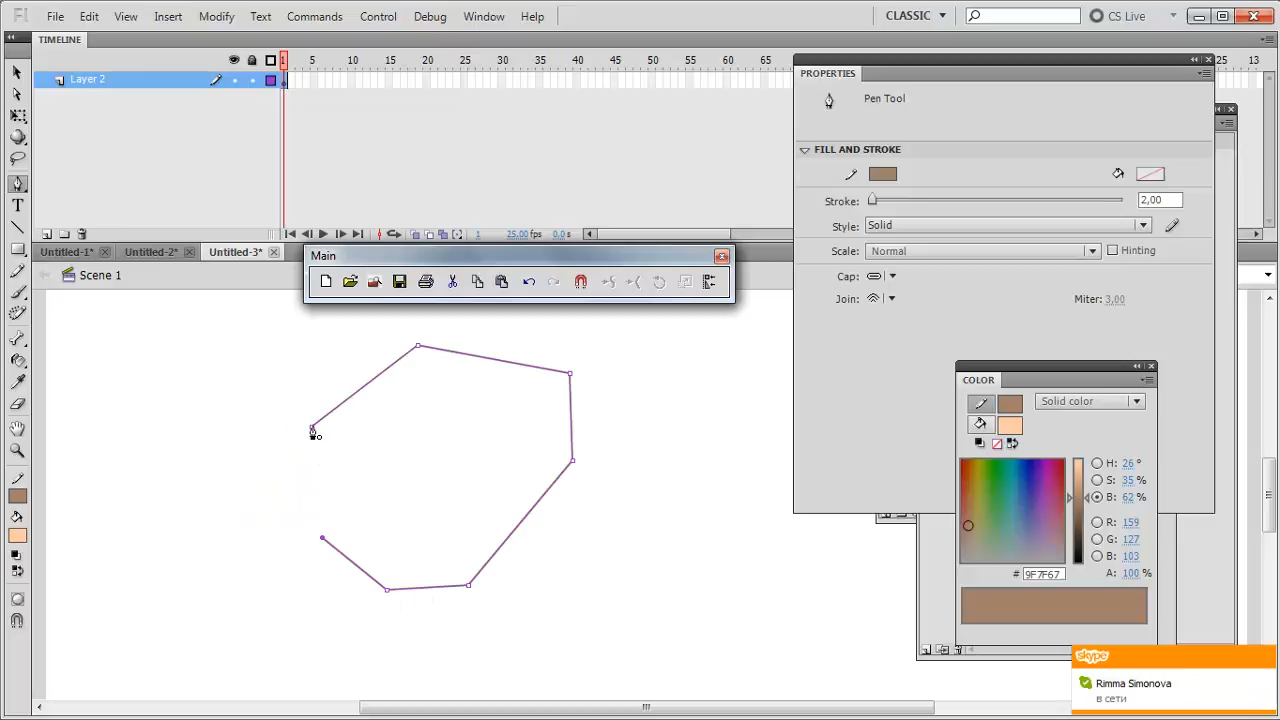 Fl File Edit View Insert Modify Text Commands Control Debug Window Help CLASSIC CS Live
TIMELINE
1 5 10 15 20 25 30 35 40 45 50 55 60 65 25 13
Layer 2
1 25.00 fps 0.0 s
Untitled-1* Untitled-2* Untitled-3*
Scene 1
Main
PROPERTIES
Pen Tool
FILL AND STROKE
Stroke: 2,00
Style: Solid
Scale: Normal Hinting
Cap:
Join: Miter: 3,00
COLOR
Solid color
H: 26 °
S: 35 %
B: 62 %
R: 159
G: 127
B: 103
# 9F7F67 A: 100 %
skype
Rimma Simonova
в сети